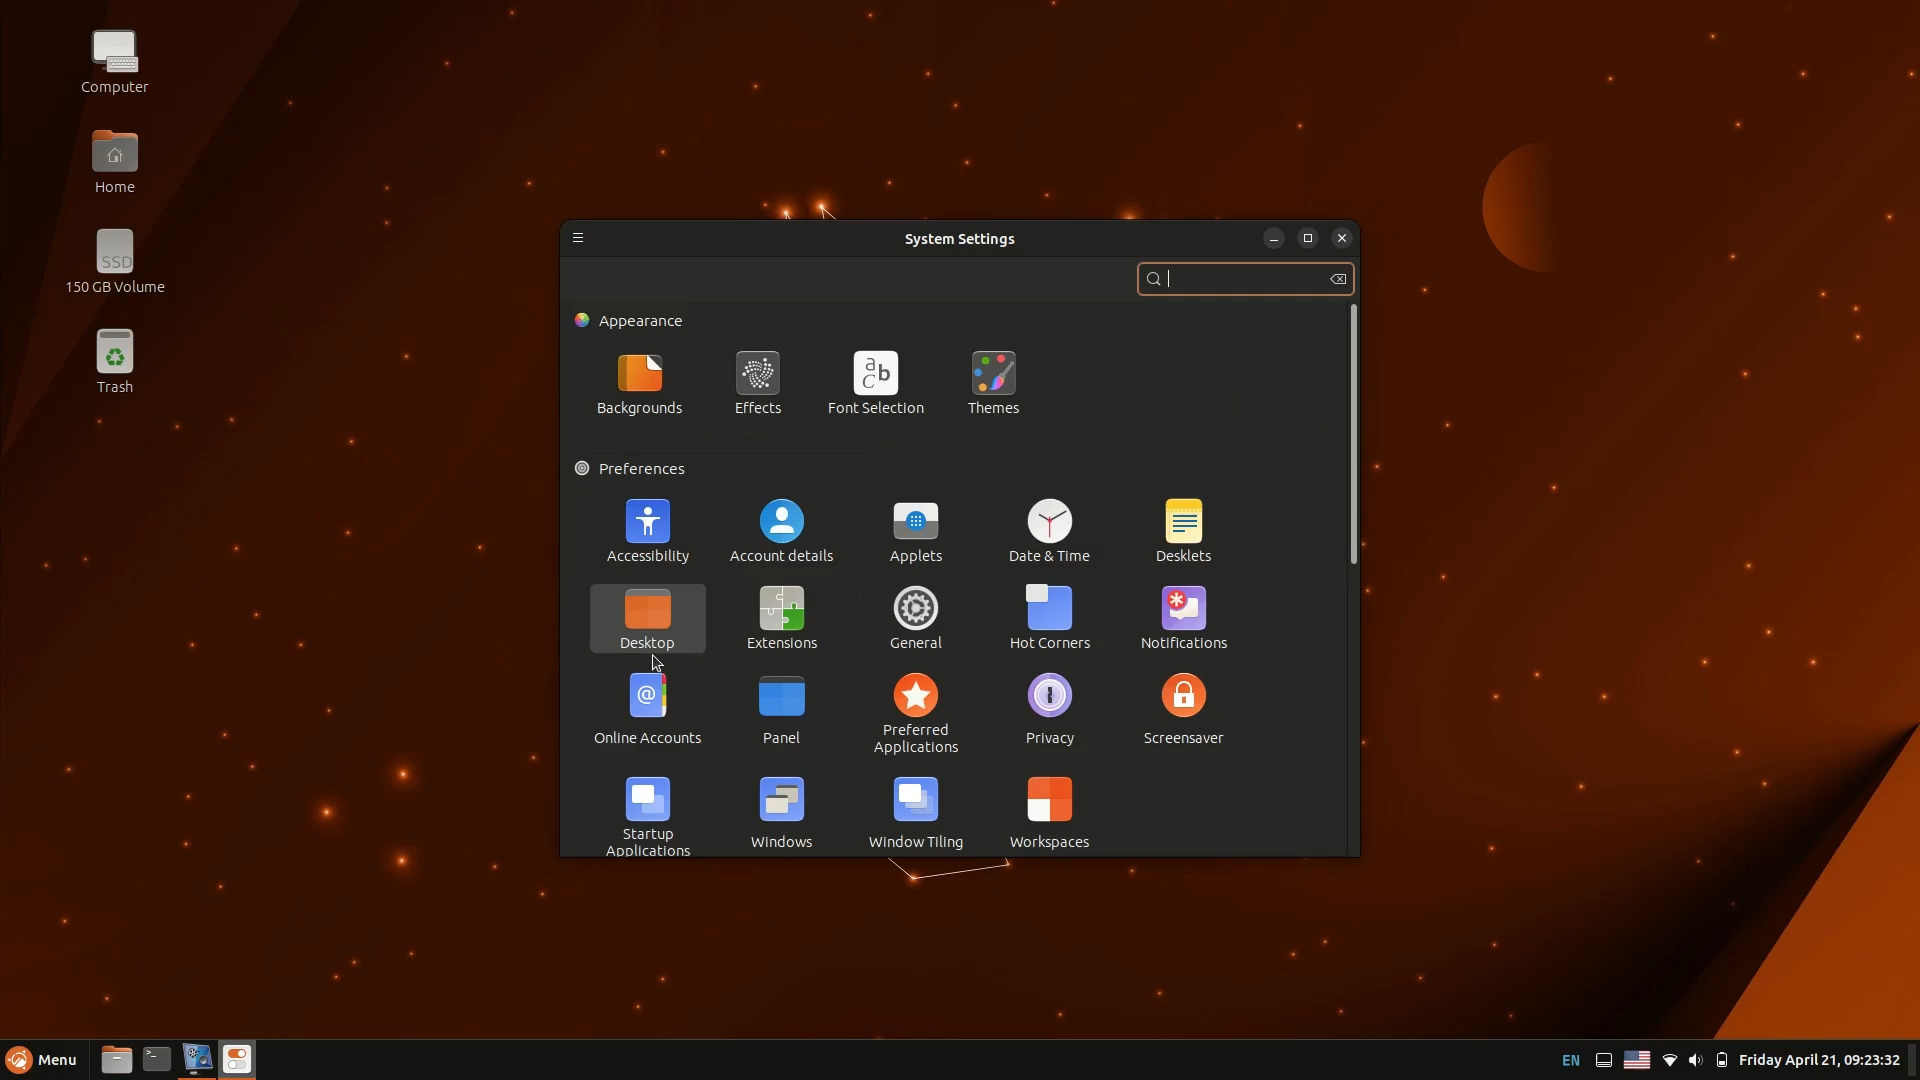 Computer
Home
SSD
150 GB Volume
Trash
System Settings
Appearance
Backgrounds
Effects
a
C b
Font Selection
Themes
Preferences
Accessibility
Account details
Applets
Date & Time
Desklets
Desktop
Extensions
General
Hot Corners
Notifications
@
Online Accounts
Panel
Preferred
Applications
Privacy
Screensaver
Startup
Applications
Windows
Window Tiling
Workspaces
Menu
>_
EN
Friday April 21, 09:23:32